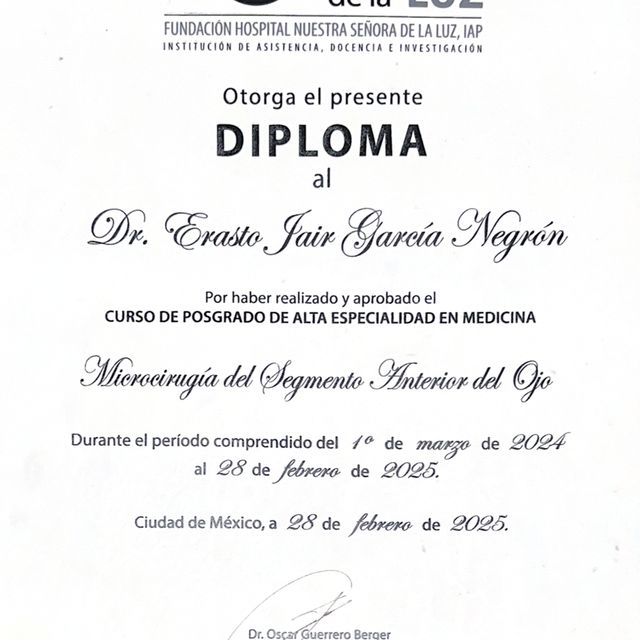 de la LUZ
FUNDACIÓN HOSPITAL NUESTRA SEÑORA DE LA LUZ, IAP
INSTITUCIÓN DE ASISTENCIA, DOCENCIA E INVESTIGACIÓN
Otorga el presente
DIPLOMA
al
Dr. Erasto Jair García Negrón
Por haber realizado y aprobado el
CURSO DE POSGRADO DE ALTA ESPECIALIDAD EN MEDICINA
Microcirugía del Segmento Anterior del Ojo
Durante el período comprendido del 1º de marzo de 2024
al 28 de febrero de 2025.
Ciudad de México, a 28 de febrero de 2025.
Dr. Oscar Guerrero Berger